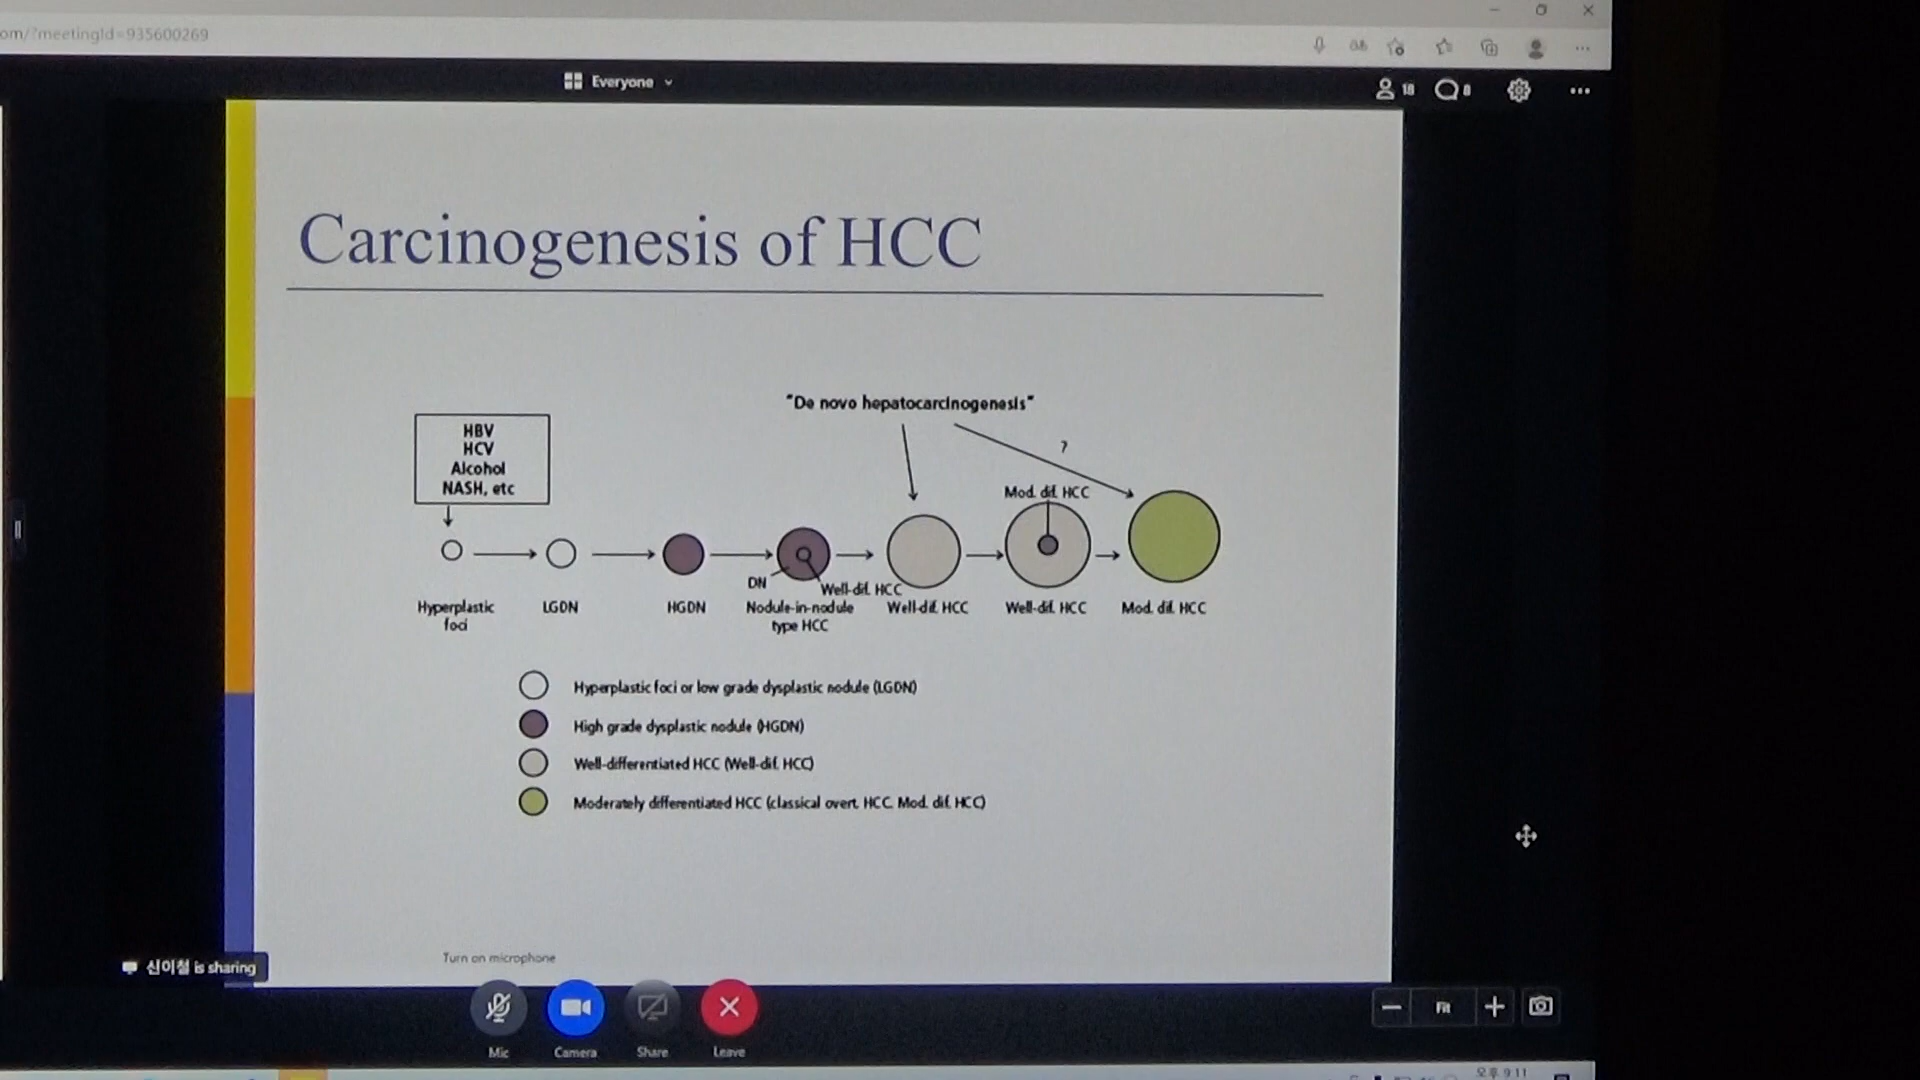 om/?meetingId=935600269
Everyone
18
8
Carcinogenesis of HCC
"De novo hepatocarcinogenesis"
HBV
HCV
Alcohol
NASH, etc
?
Mod. dif. HCC
DN
Well-dif. HCC
Hyperplastic
foci
LGDN
HGDN
Nodule-in-nodule
type HCC
Well-dif. HCC
Well-dif. HCC
Mod. dif. HCC
Hyperplastic foci or low grade dysplastic nodule (LGDN)
High grade dysplastic nodule (HGDN)
Well-differentiated HCC (Well-dif. HCC)
Moderately differentiated HCC (classical overt. HCC. Mod. dif. HCC)
Turn on microphone
신이철 is sharing
Mic
Camera
Share
Leave
Fit
오후 9:11